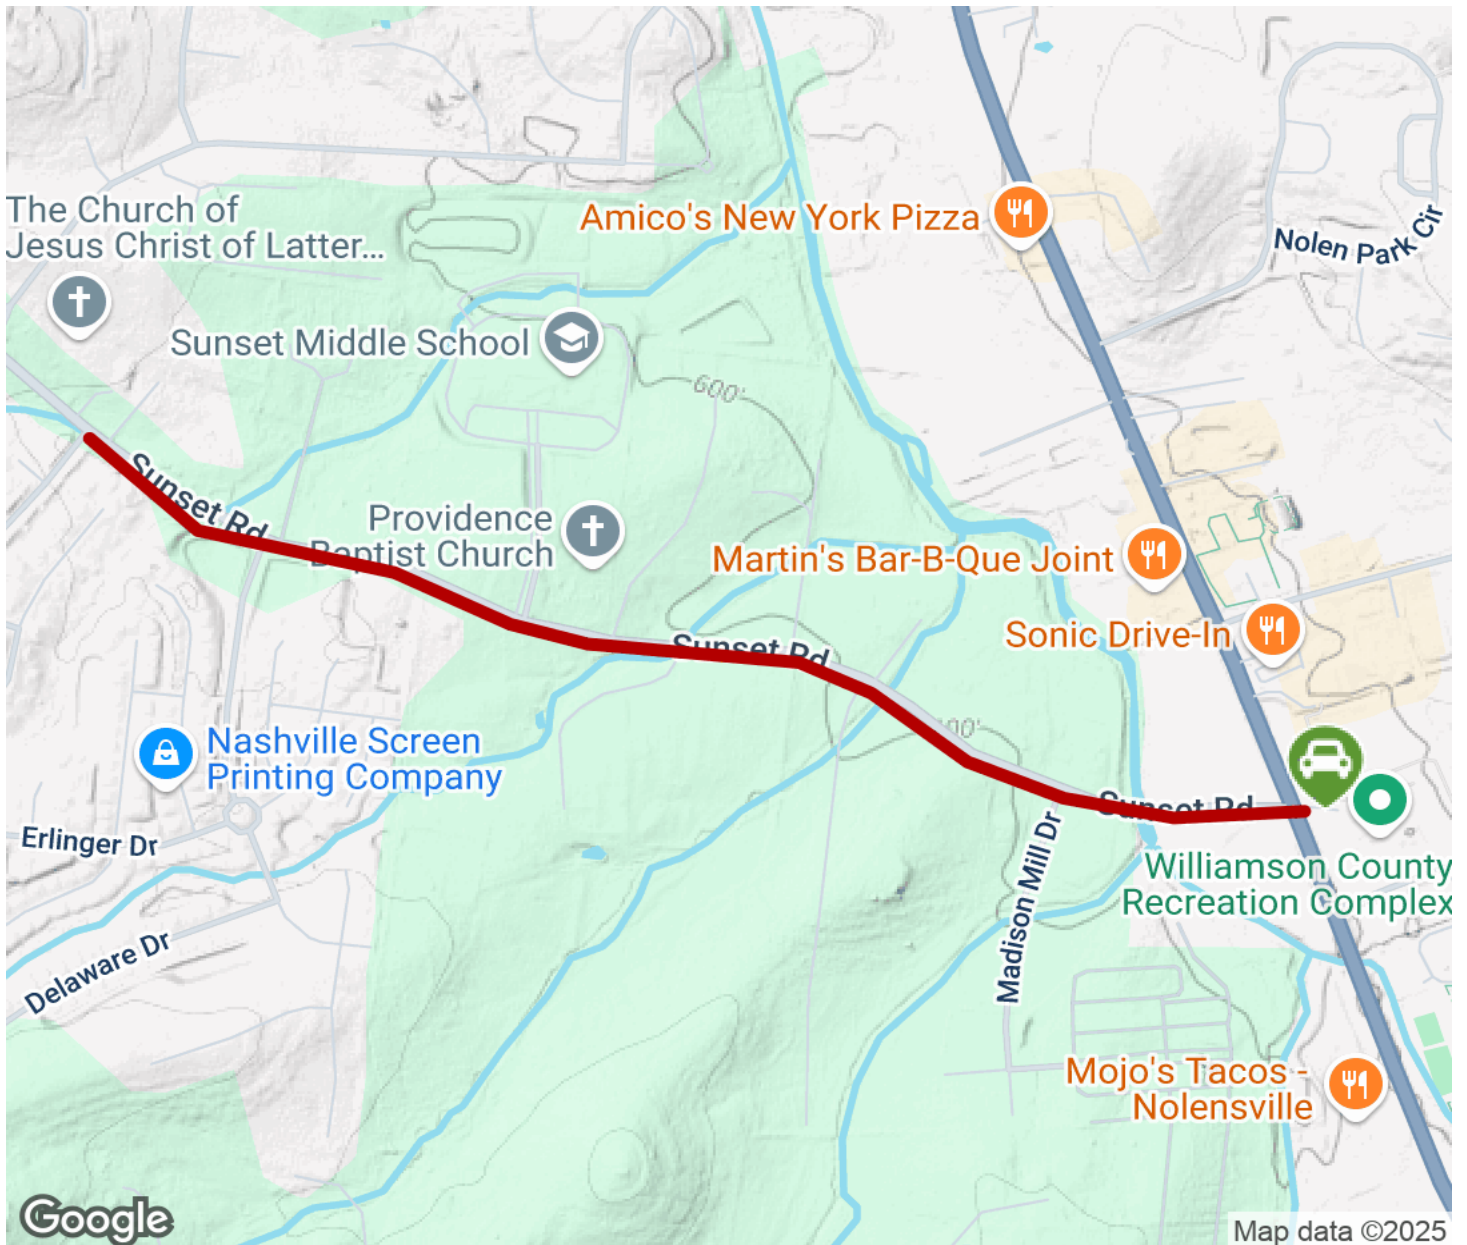 The Church of
Jesus Christ of Latter...
Amico's New York Pizza
Nolen Park Cir
Sunset Middle School
600'
Sunset Rd
Providence
Baptist Church
Martin's Bar-B-Que Joint
Sonic Drive-In
Sunset Rd
Nashville Screen
Printing Company
Sunset Rd
Erlinger Dr
Madison Mill Dr
Williamson County
Recreation Complex
Delaware Dr
Mojo's Tacos -
Nolensville
Google
Map data ©2025